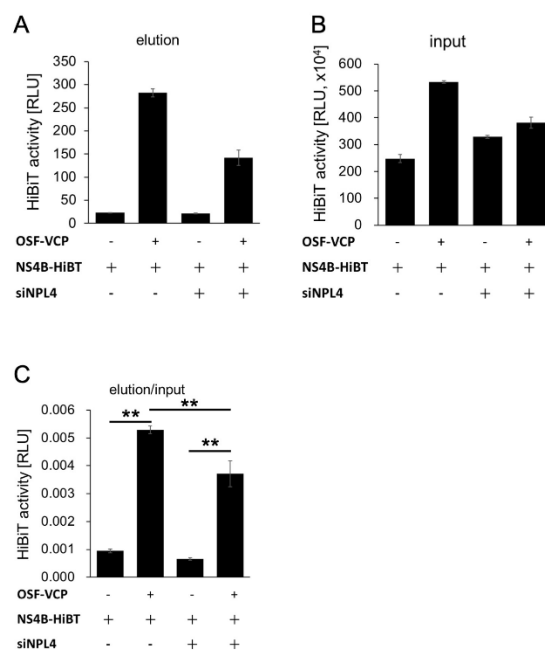 A
elution
HiBiT activity [RLU]
350
300
250
200
150
100
50
0
OSF-VCP - + - +
NS4B-HiBT + + + +
siNPL4 - - + +
B
input
HiBiT activity [RLU, x10⁴]
600
500
400
300
200
100
0
OSF-VCP - + - +
NS4B-HiBT + + + +
siNPL4 - - + +
C
elution/input
HiBiT activity [RLU]
0.006
0.005
0.004
0.003
0.002
0.001
0.000
**
**
**
OSF-VCP - + - +
NS4B-HiBT + + + +
siNPL4 - - + +